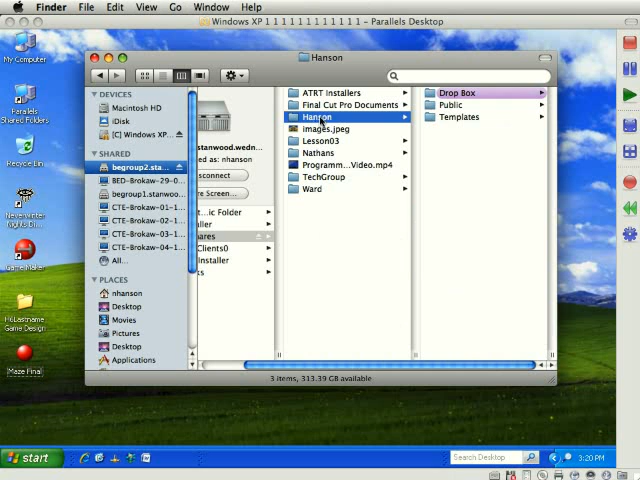 Finder File Edit View Go Window Help
Windows XP 1 1 1 1 1 1 1 1 1 1 1 1 - Parallels Desktop
My Computer
Parallels
Shared Folders
Recycle Bin
Neverwinter
Nights Di...
Game Maker
H6Lastname
Game Design
Maze Final
Hanson
DEVICES
Macintosh HD
iDisk
[C] Windows XP...
SHARED
begroup2.sta...
BED-Brokaw-29-0...
begroup1.stanwoo...
CTE-Brokaw-01-1...
CTE-Brokaw-02-1...
CTE-Brokaw-03-1...
CTE-Brokaw-04-1...
All...
PLACES
nhanson
Desktop
Movies
Pictures
Desktop
Applications
stanwood.wedn...
ed as: nhanson
sconnect
re Screen...
t...ic Folder
ller
nares
Clients0
Installer
ks
ATRT Installers
Final Cut Pro Documents
Hanson
images.jpeg
Lesson03
Nathans
Programm...Video.mp4
TechGroup
Ward
Drop Box
Public
Templates
3 items, 313.39 GB available
start
Search Desktop
3:20 PM